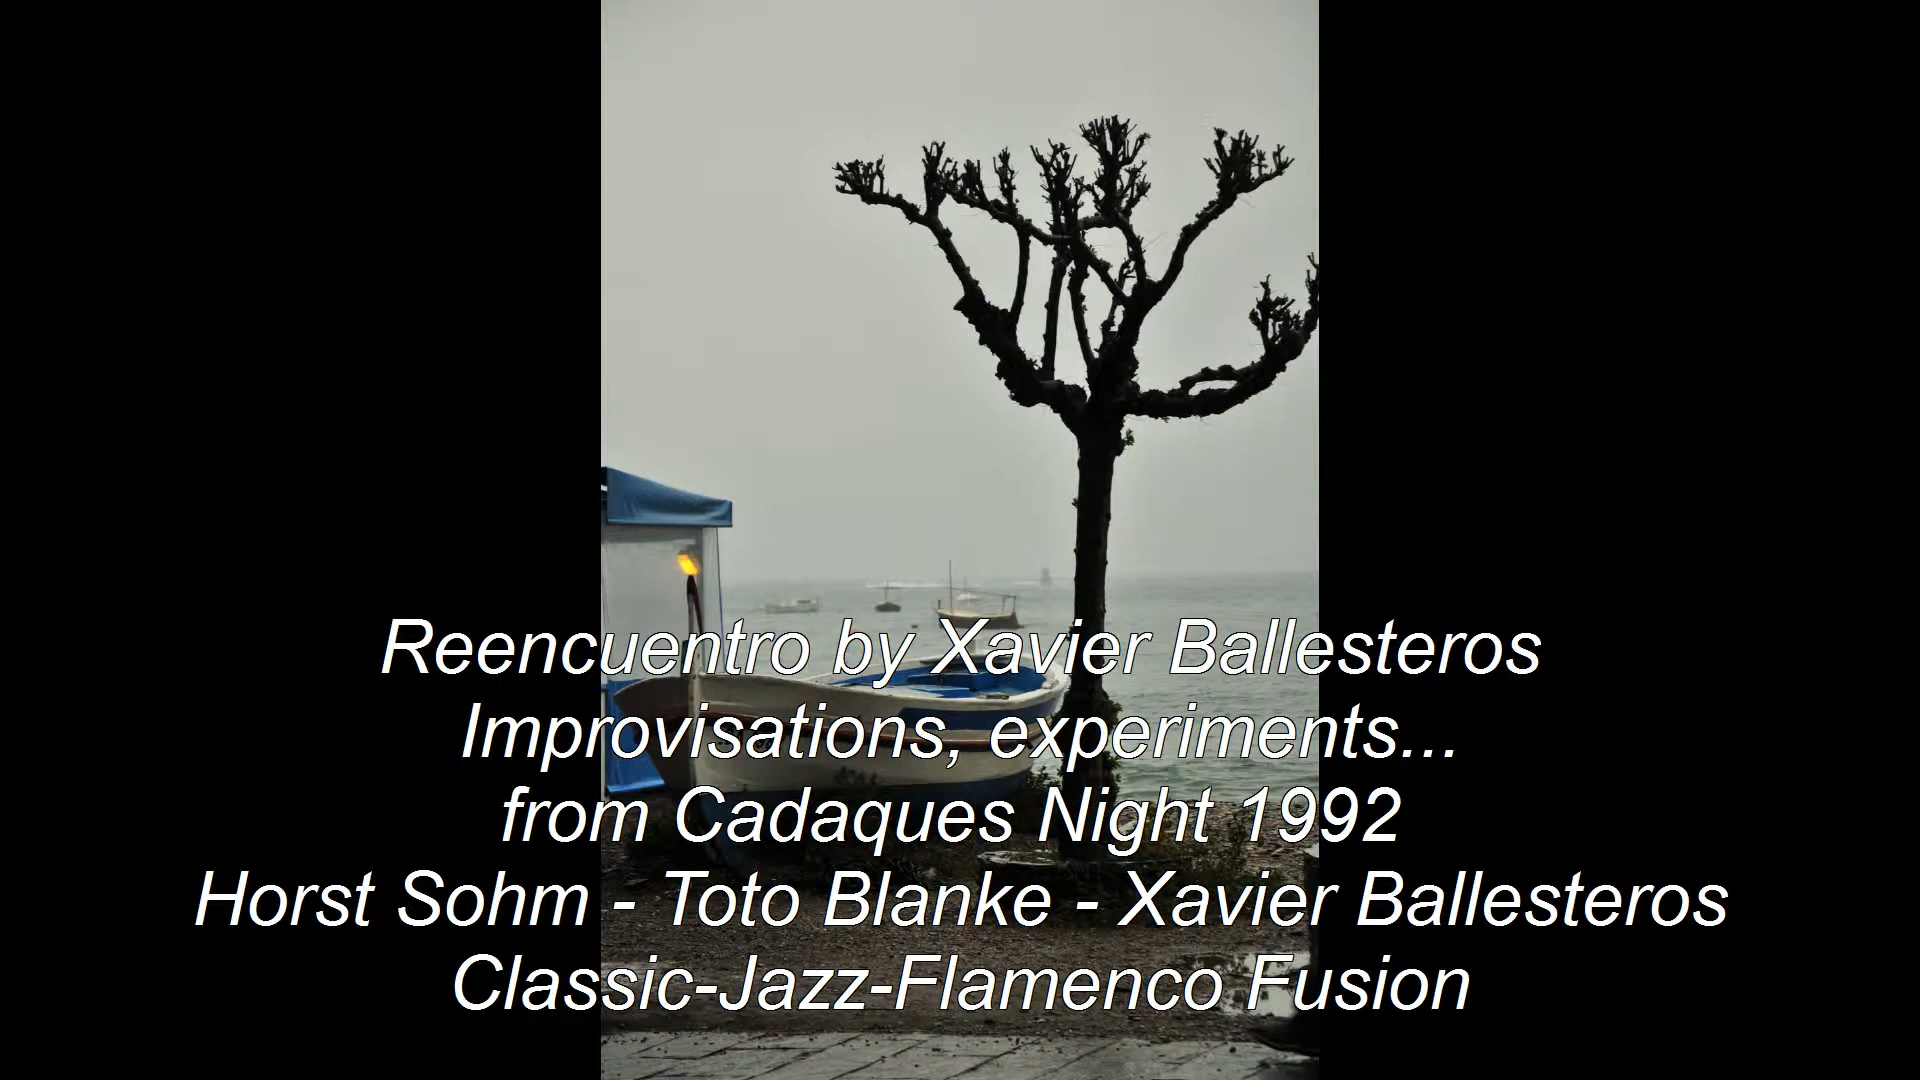 Reencuentro by Xavier Ballesteros
Improvisations, experiments...
from Cadaques Night 1992
Horst Sohm - Toto Blanke - Xavier Ballesteros
Classic-Jazz-Flamenco Fusion